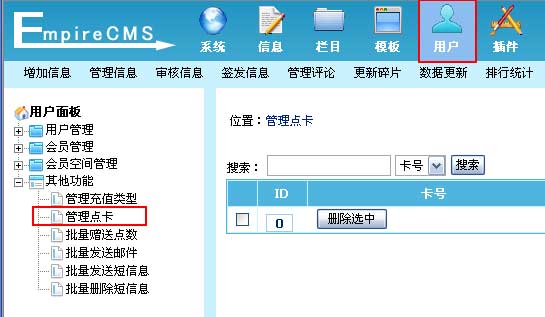 EmpireCMS
系统 信息 栏目 模板 用户 插件
增加信息 管理信息 审核信息 签发信息 管理评论 更新碎片 数据更新 排行统计
用户面板
用户管理
会员管理
会员空间管理
其他功能
管理充值类型
管理点卡
批量赠送点数
批量发送邮件
批量发送短信息
批量删除短信息
位置：管理点卡
搜索： 卡号 搜索
ID 卡号
0 删除选中